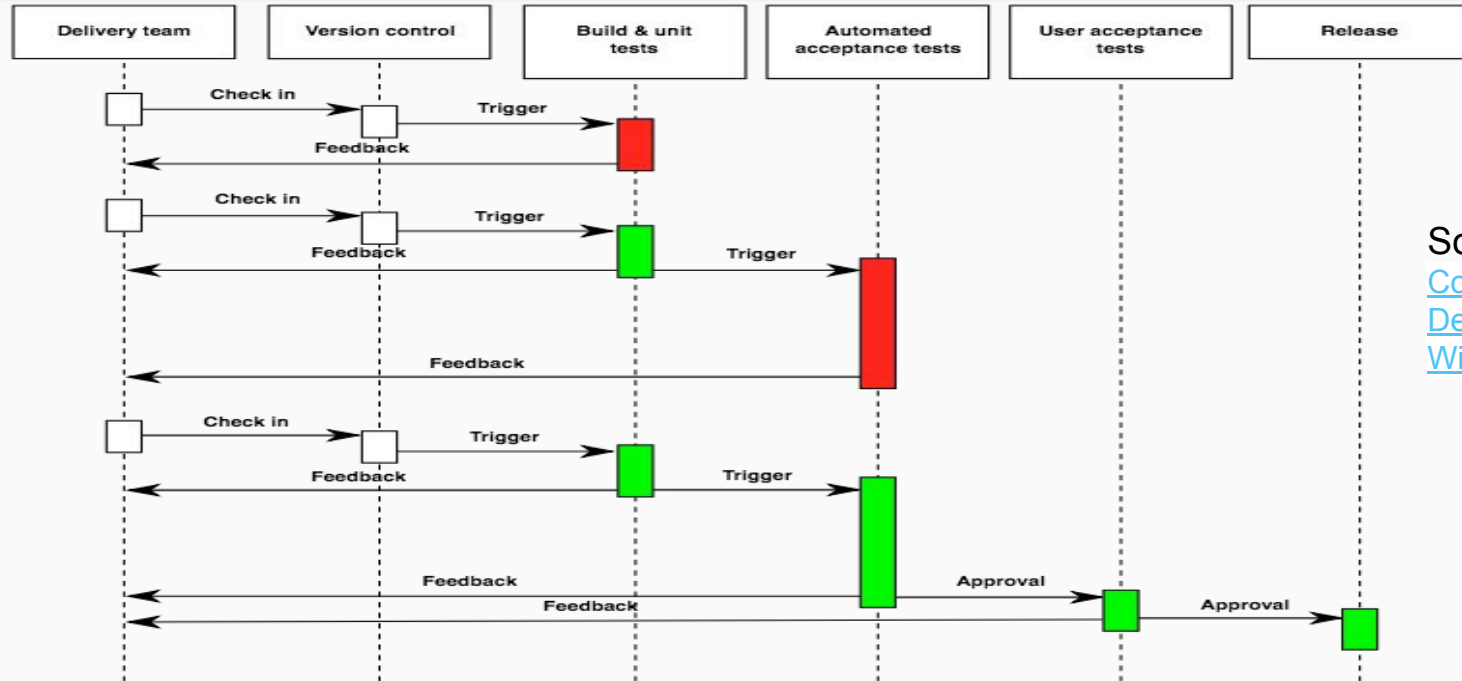 Delivery team
Version control
Build & unit
tests
Automated
acceptance tests
User acceptance
tests
Release
Check in
Trigger
Feedback
Check in
Trigger
Feedback
Trigger
Feedback
Check in
Trigger
Feedback
Trigger
Feedback
Approval
Feedback
Approval